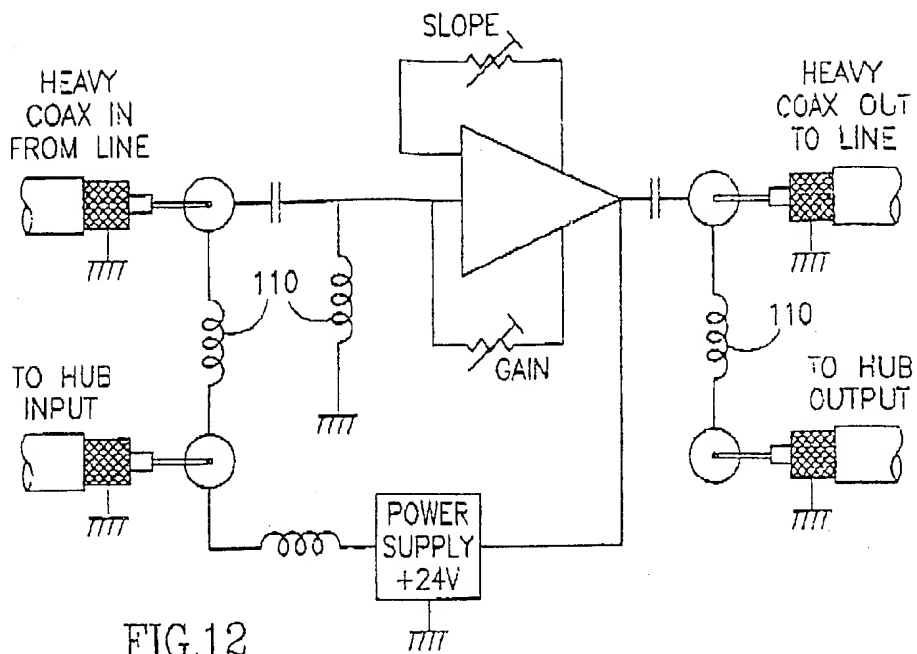 SLOPE
HEAVY
COAX IN
FROM LINE
HEAVY
COAX OUT
TO LINE
110
110
GAIN
TO HUB
INPUT
TO HUB
OUTPUT
POWER
SUPPLY
+24V
FIG.12